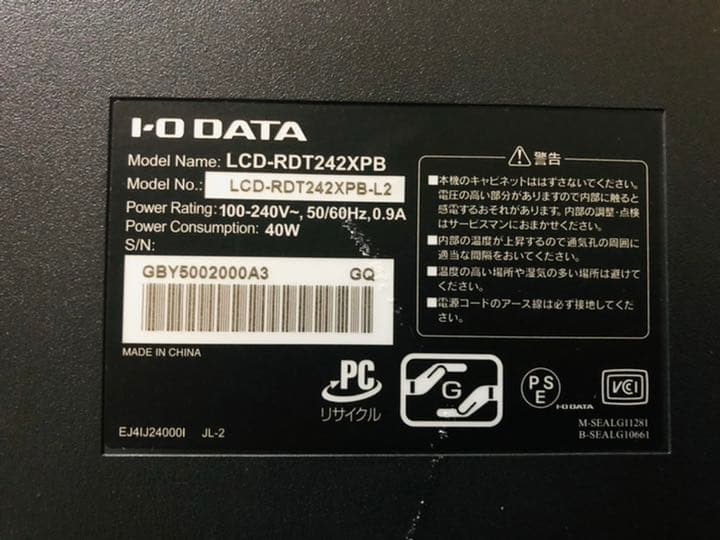 I-O DATA
Model Name: LCD-RDT242XPB
Model No.: LCD-RDT242XPB-L2
Power Rating: 100-240V~, 50/60Hz, 0.9A
Power Consumption: 40W
S/N:
GBY5002000A3 GQ
MADE IN CHINA
EJ4IJ24000I JL-2
警告
■本機のキャビネットははずさないでください。
電圧の高い部分がありますので内部に触ると
感電するおそれがあります。内部の調整・点検
はサービスマンにおまかせください。
■内部の温度が上昇するので通気孔の周囲に
適当な間隔をおいてください。
■温度の高い場所や湿気の多い場所は避けて
ください。
■電源コードのアース線は必ず接地してくだ
さい。
PC
リサイクル
G
PS
E
I-O DATA
VCI
M-SEALG11281
B-SEALG10661